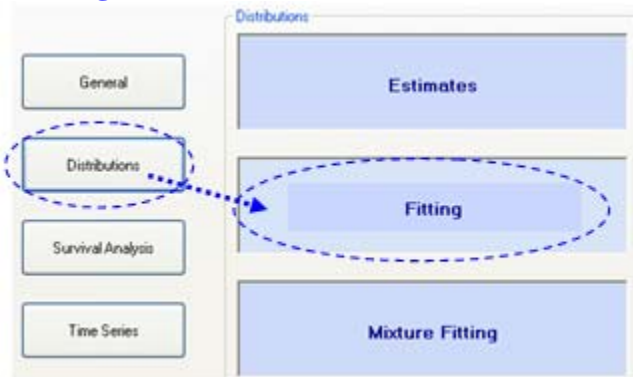 Distributions
General
Estimates
Distributions
Fitting
Survival Analysis
Time Series
Mixture Fitting